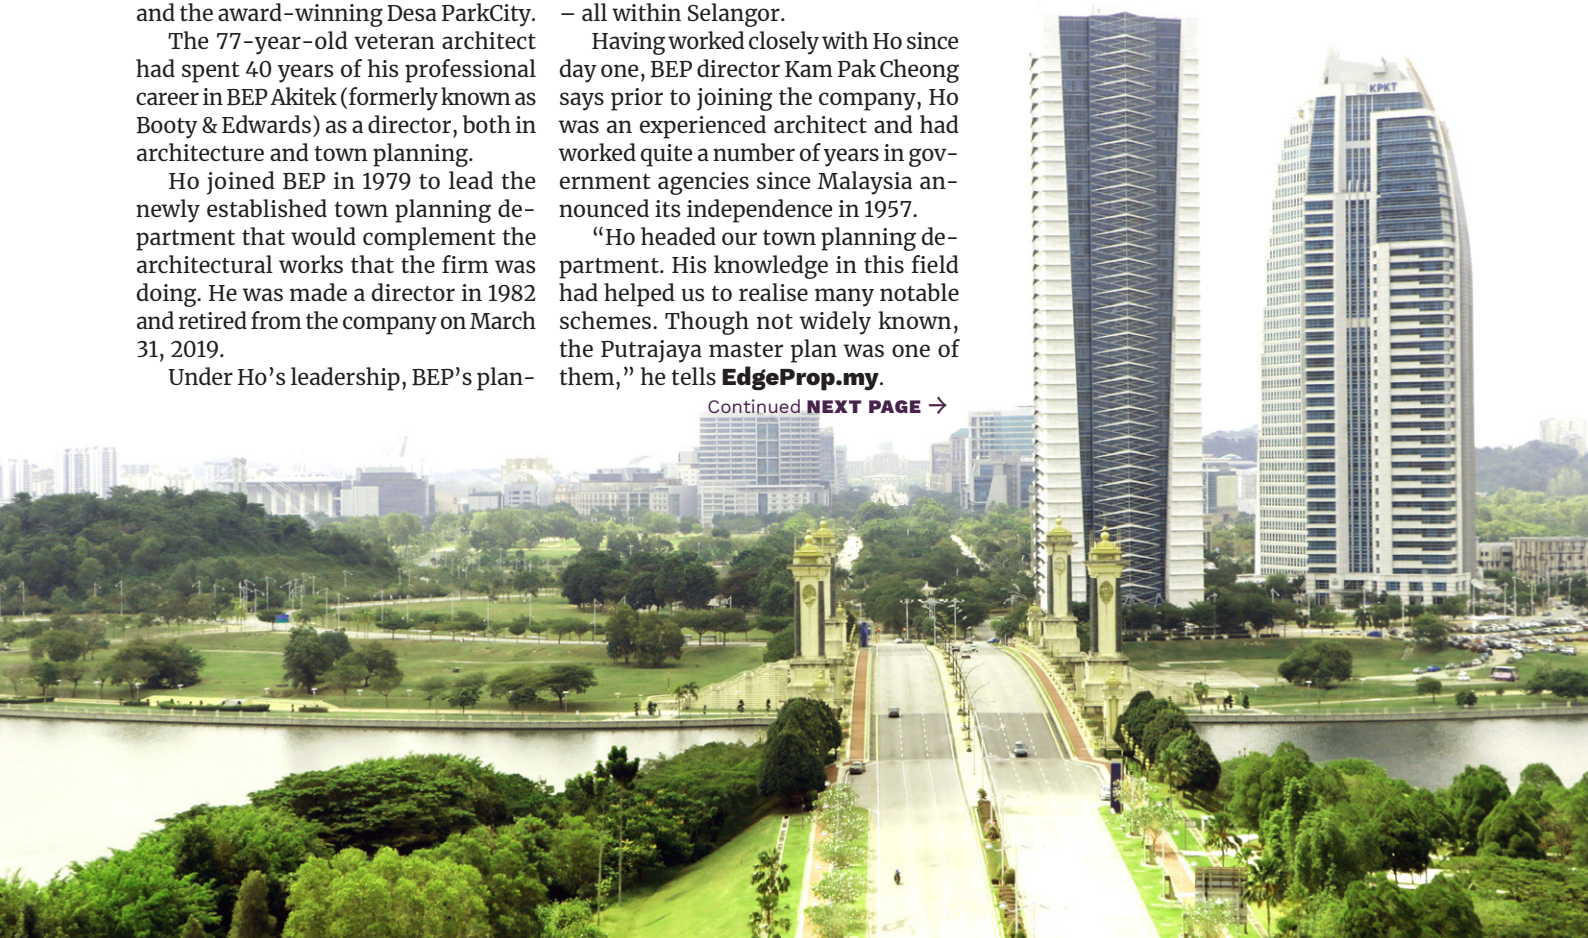 and the award-winning Desa ParkCity.
The 77-year-old veteran architect
had spent 40 years of his professional
career in BEP Akitek (formerly known as
Booty & Edwards) as a director, both in
architecture and town planning.
Ho joined BEP in 1979 to lead the
newly established town planning de-
partment that would complement the
architectural works that the firm was
doing. He was made a director in 1982
and retired from the company on March
31, 2019.
Under Ho’s leadership, BEP’s plan-
– all within Selangor.
Having worked closely with Ho since
day one, BEP director Kam Pak Cheong
says prior to joining the company, Ho
was an experienced architect and had
worked quite a number of years in gov-
ernment agencies since Malaysia an-
nounced its independence in 1957.
“Ho headed our town planning de-
partment. His knowledge in this field
had helped us to realise many notable
schemes. Though not widely known,
the Putrajaya master plan was one of
them,” he tells EdgeProp.my.
Continued NEXT PAGE →
KPKT